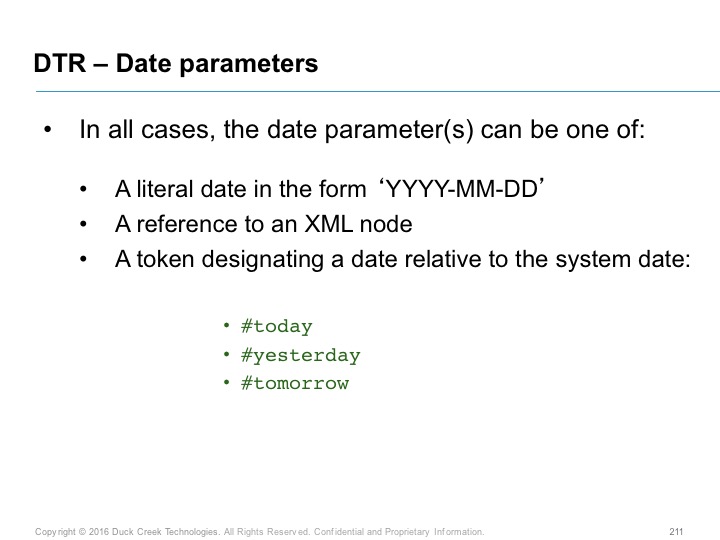 DTR – Date parameters
• In all cases, the date parameter(s) can be one of:
• A literal date in the form ‘YYYY-MM-DD’
• A reference to an XML node
• A token designating a date relative to the system date:
• #today
• #yesterday
• #tomorrow
Copyright © 2016 Duck Creek Technologies. All Rights Reserved. Confidential and Proprietary Information.
211